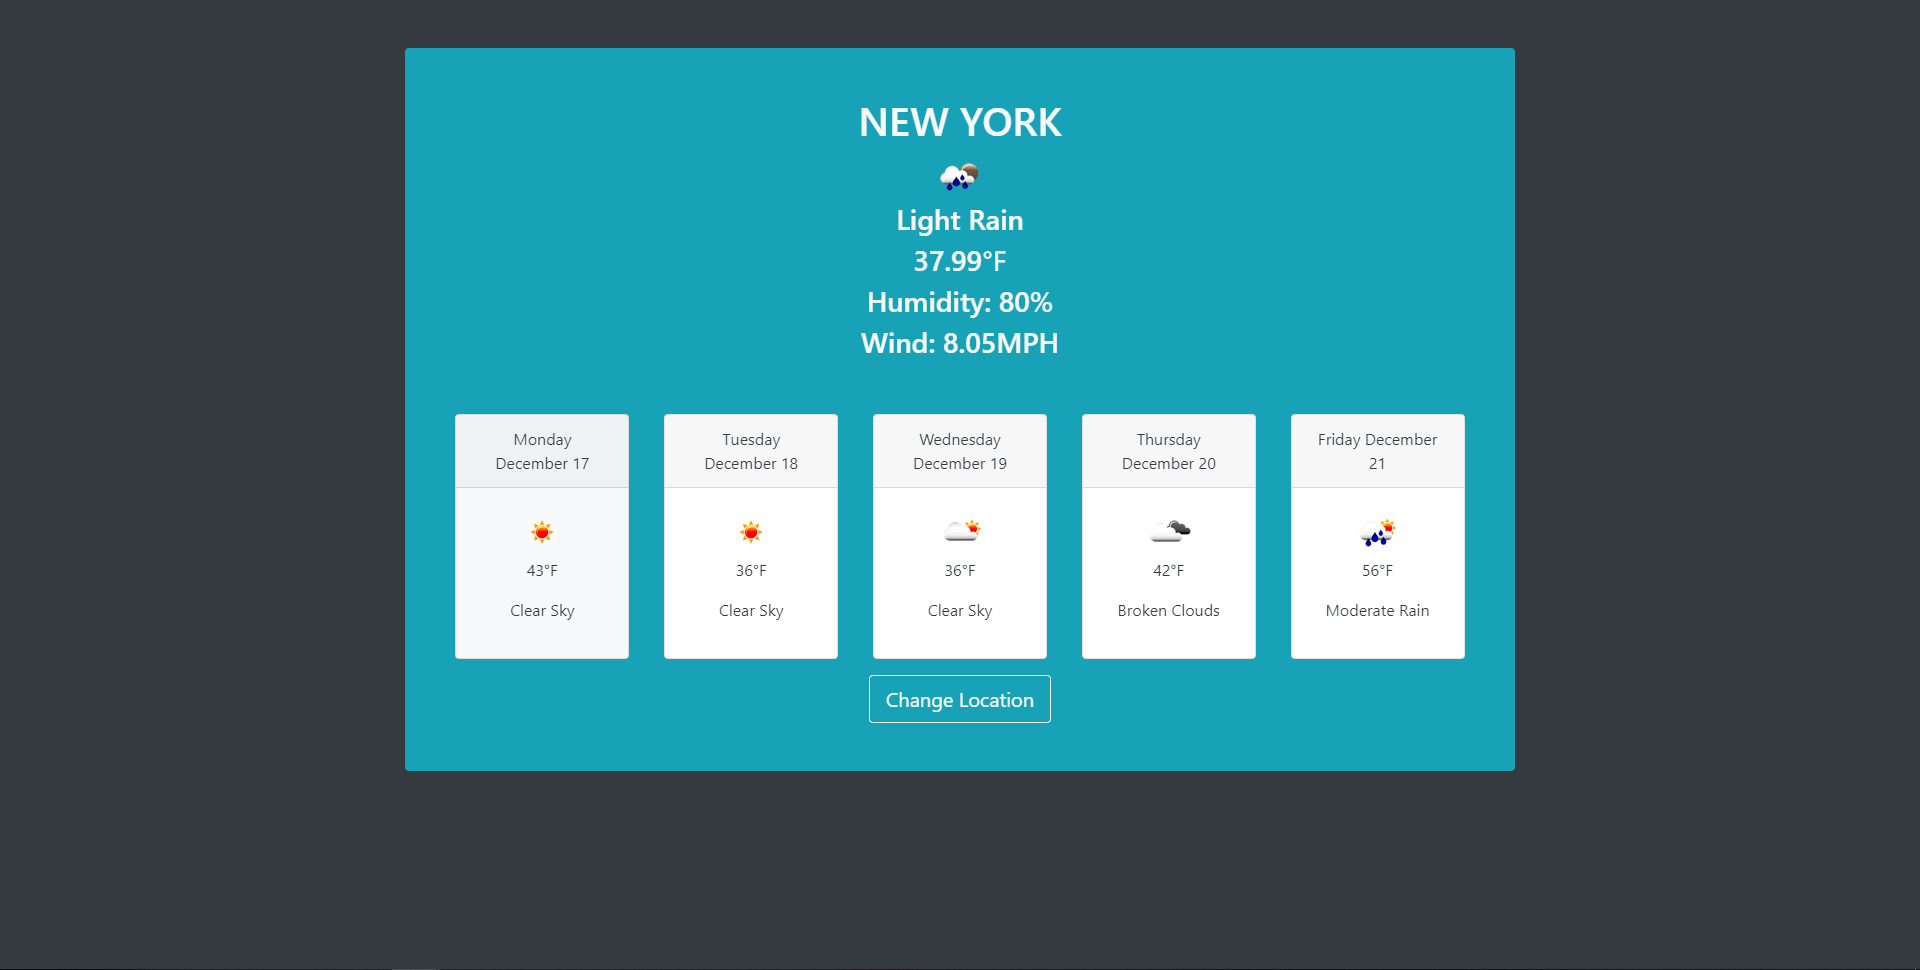 NEW YORK
Light Rain
37.99°F
Humidity: 80%
Wind: 8.05MPH
Monday
December 17
43°F
Clear Sky
Tuesday
December 18
36°F
Clear Sky
Wednesday
December 19
36°F
Clear Sky
Thursday
December 20
42°F
Broken Clouds
Friday December
21
56°F
Moderate Rain
Change Location